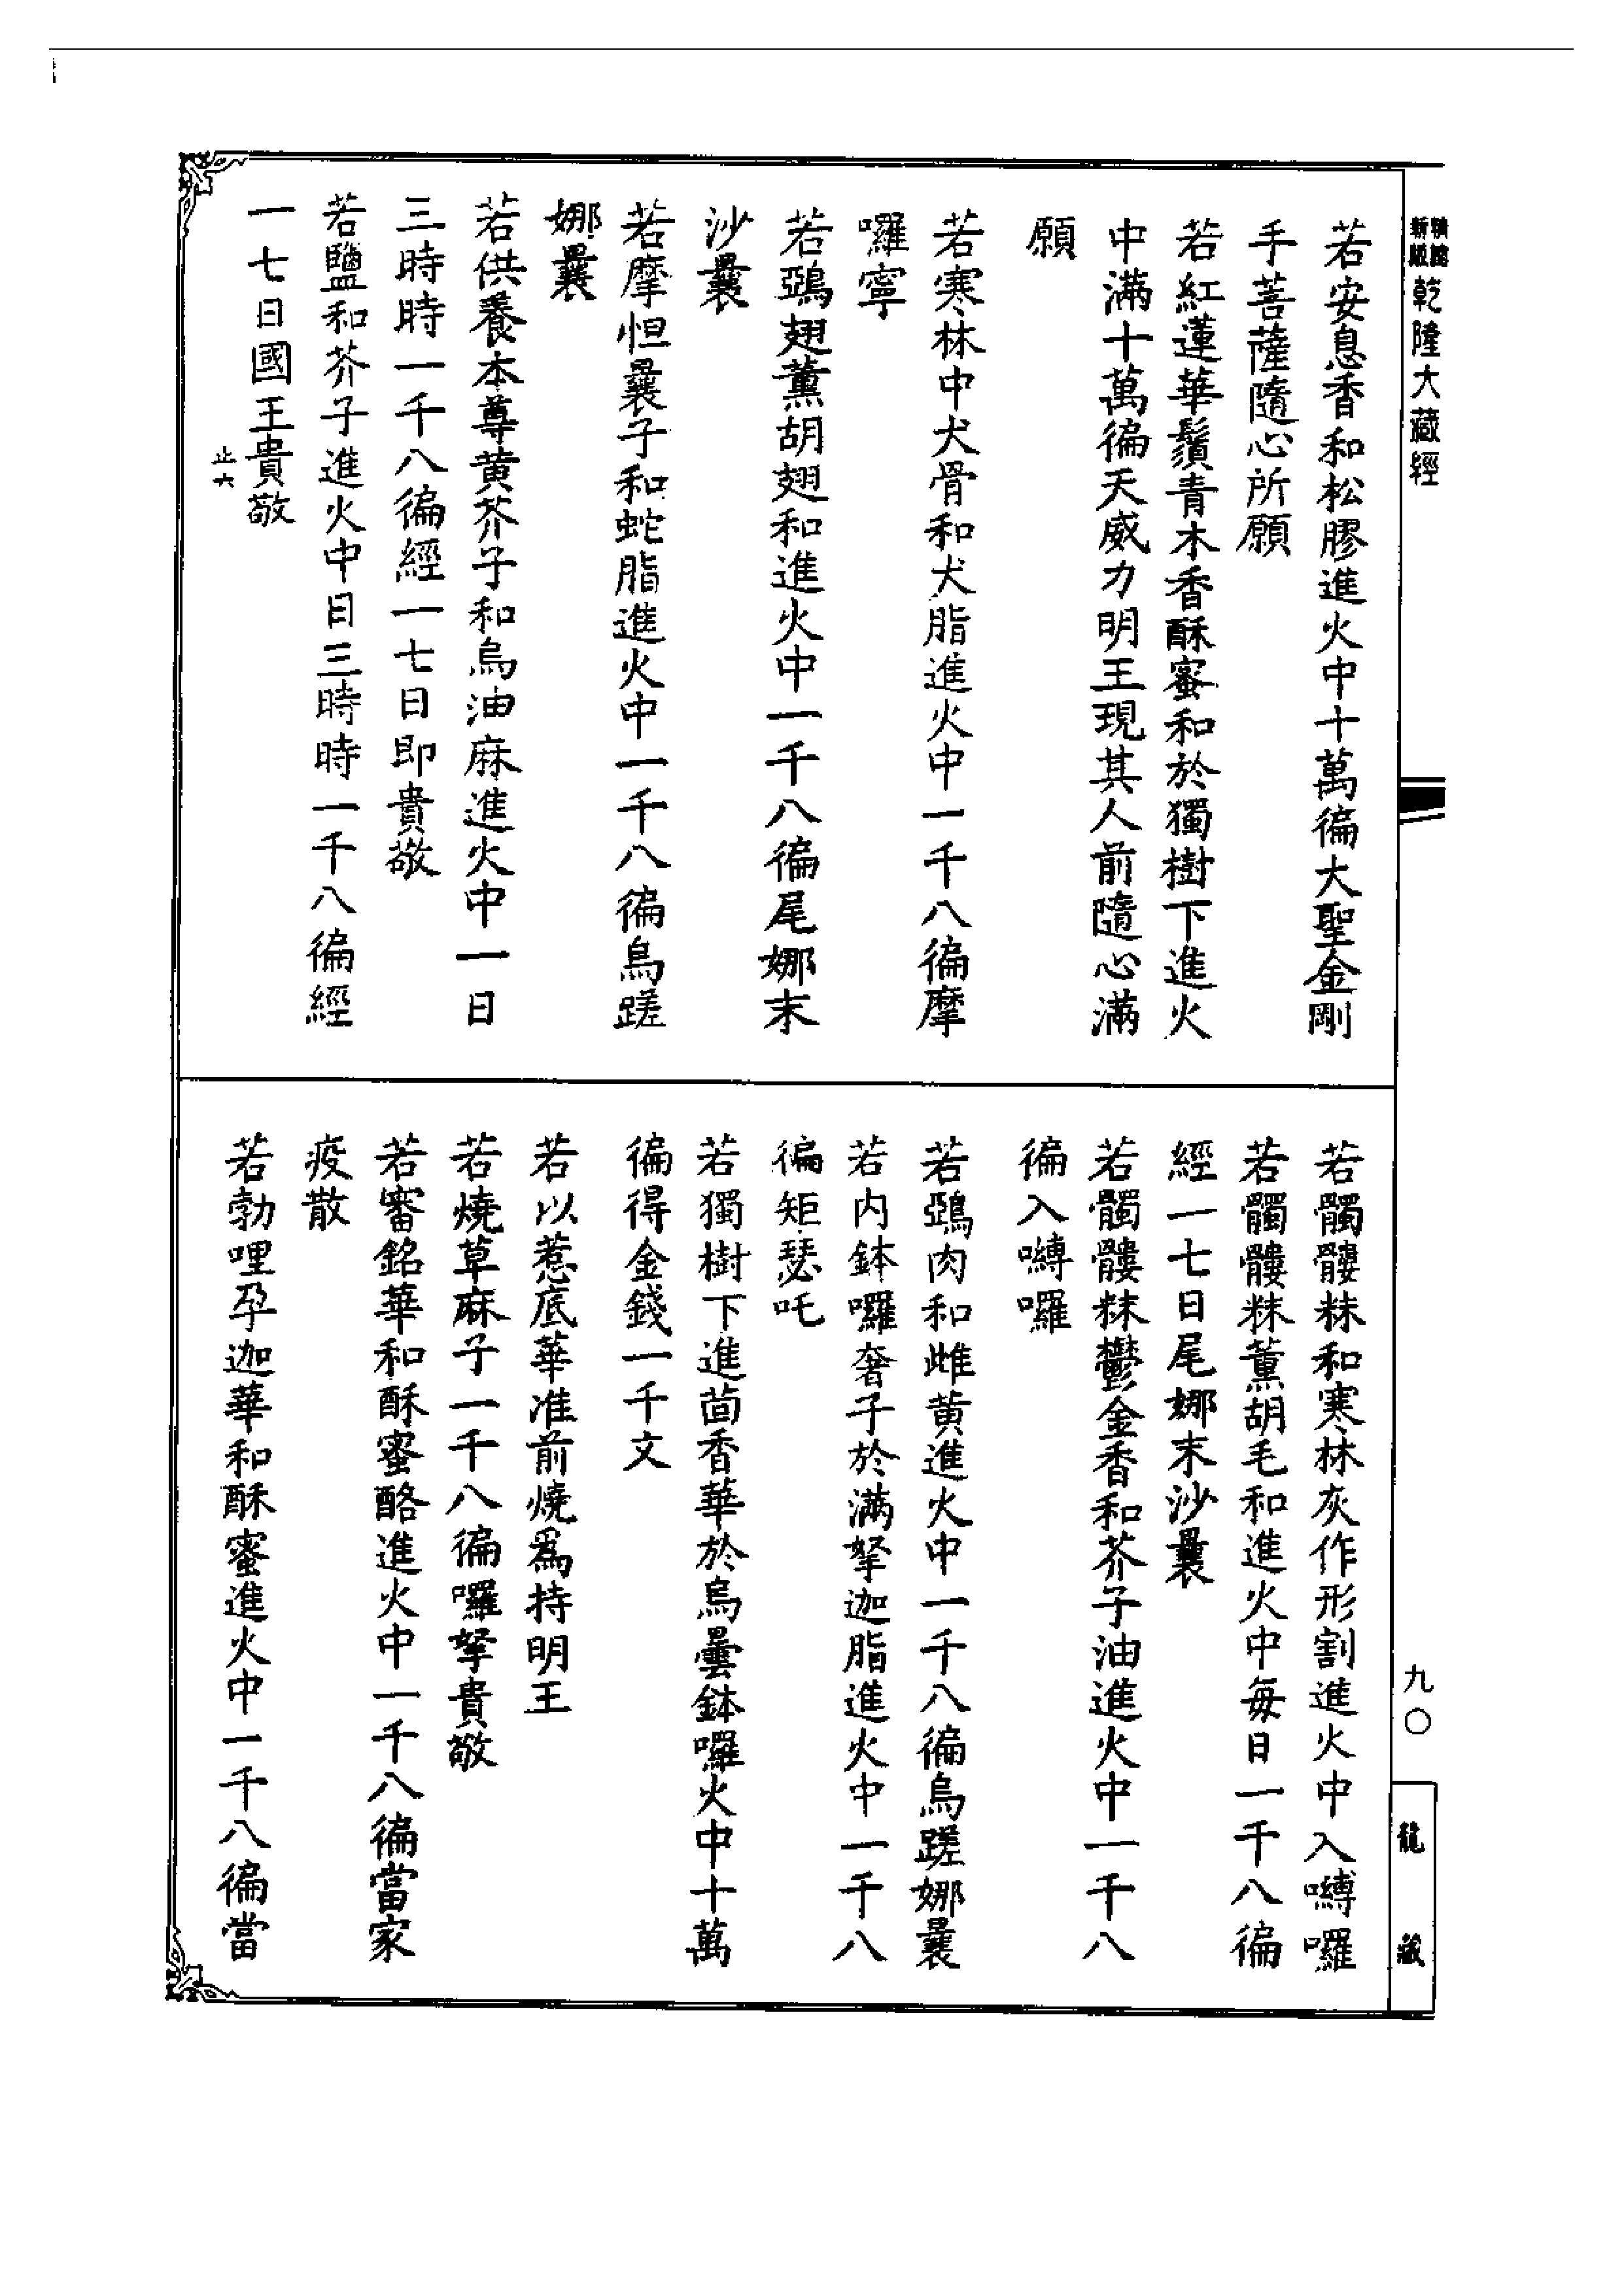 新版
乾隆大藏經
若安息香和松膠進火中十萬徧大聖金剛
手菩薩隨心所願
若紅蓮華鬚青木香酥蜜和於獨樹下進火
中滿十萬徧天威力明王現其人前隨心滿
願
若寒林中犬骨和犬脂進火中一千八徧摩
囉寧
若鵶翅薰胡翅和進火中一千八徧尾娜末
沙曩
若摩怛曩子和蛇脂進火中一千八徧烏蹉
娜曩
若供養本尊黄芥子和烏油麻進火中一日
三時時一千八徧經一七日即貴敬
若鹽和芥子進火中日三時時一千八徧經
一七日國王貴敬
止六
若髑髏粖和寒林灰作形割進火中入嚩囉
若髑髏粖薰胡毛和進火中每日一千八徧
經一七日尾娜末沙曩
若髑髏粖鬱金香和芥子油進火中一千八
徧入嚩囉
若鵶肉和雌黄進火中一千八徧烏蹉娜曩
若内鉢囉奢子於滿拏迦脂進火中一千八
徧矩瑟吒
若獨樹下進茴香華於烏曇鉢囉火中十萬
徧得金錢一千文
若以惹底華准前燒爲持明王
若燒草麻子一千八徧囉拏貴敬
若審銘華和酥蜜酪進火中一千八徧當家
疫散
若勃哩孕迦華和酥蜜進火中一千八徧當
九〇
龍藏